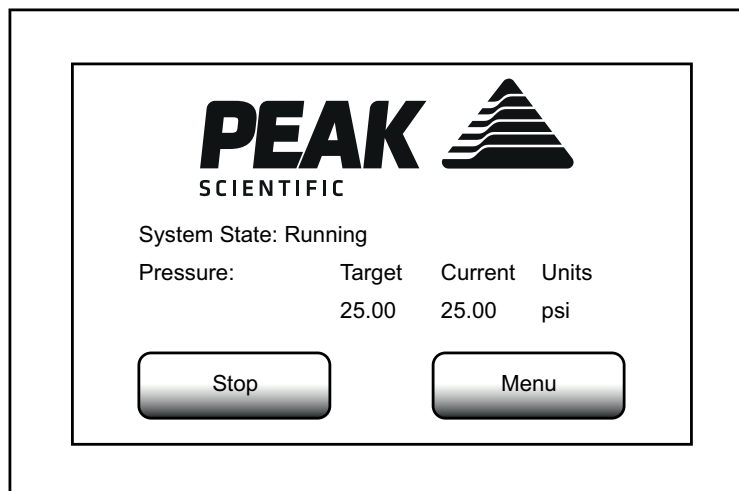 PEAK
SCIENTIFIC
System State: Running
Pressure: Target Current Units
25.00 25.00 psi
Stop Menu